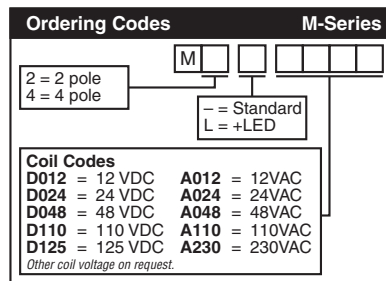 Ordering Codes M-Series
M
2 = 2 pole
4 = 4 pole
– = Standard
L = +LED
Coil Codes
D012 = 12 VDC A012 = 12VAC
D024 = 24 VDC A024 = 24VAC
D048 = 48 VDC A048 = 48VAC
D110 = 110 VDC A110 = 110VAC
D125 = 125 VDC A230 = 230VAC
Other coil voltage on request.